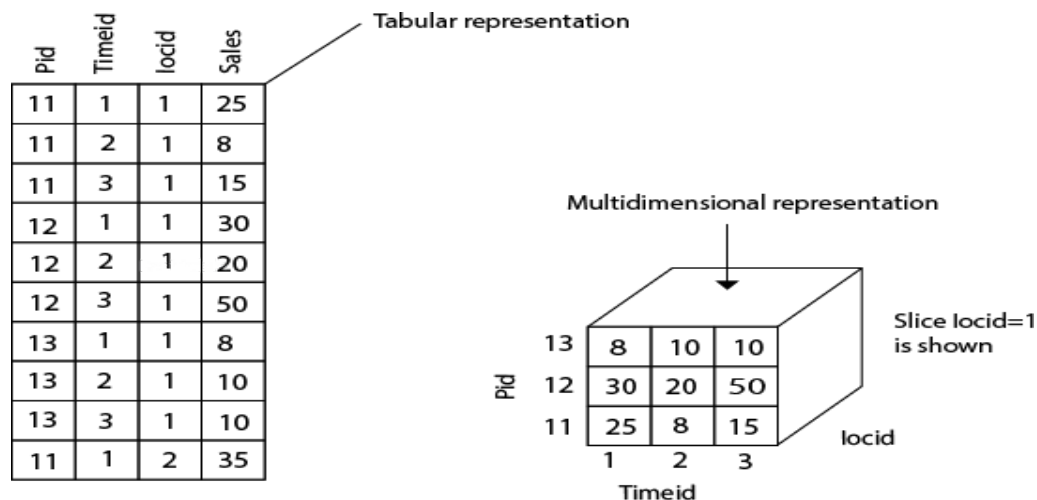 Tabular representation
Pid Timeid locid Sales
11 1 1 25
11 2 1 8
11 3 1 15
12 1 1 30
12 2 1 20
12 3 1 50
13 1 1 8
13 2 1 10
13 3 1 10
11 1 2 35
Multidimensional representation
Slice locid=1
is shown
13 8 10 10
Pid
12 30 20 50
11 25 8 15
locid
1 2 3
Timeid